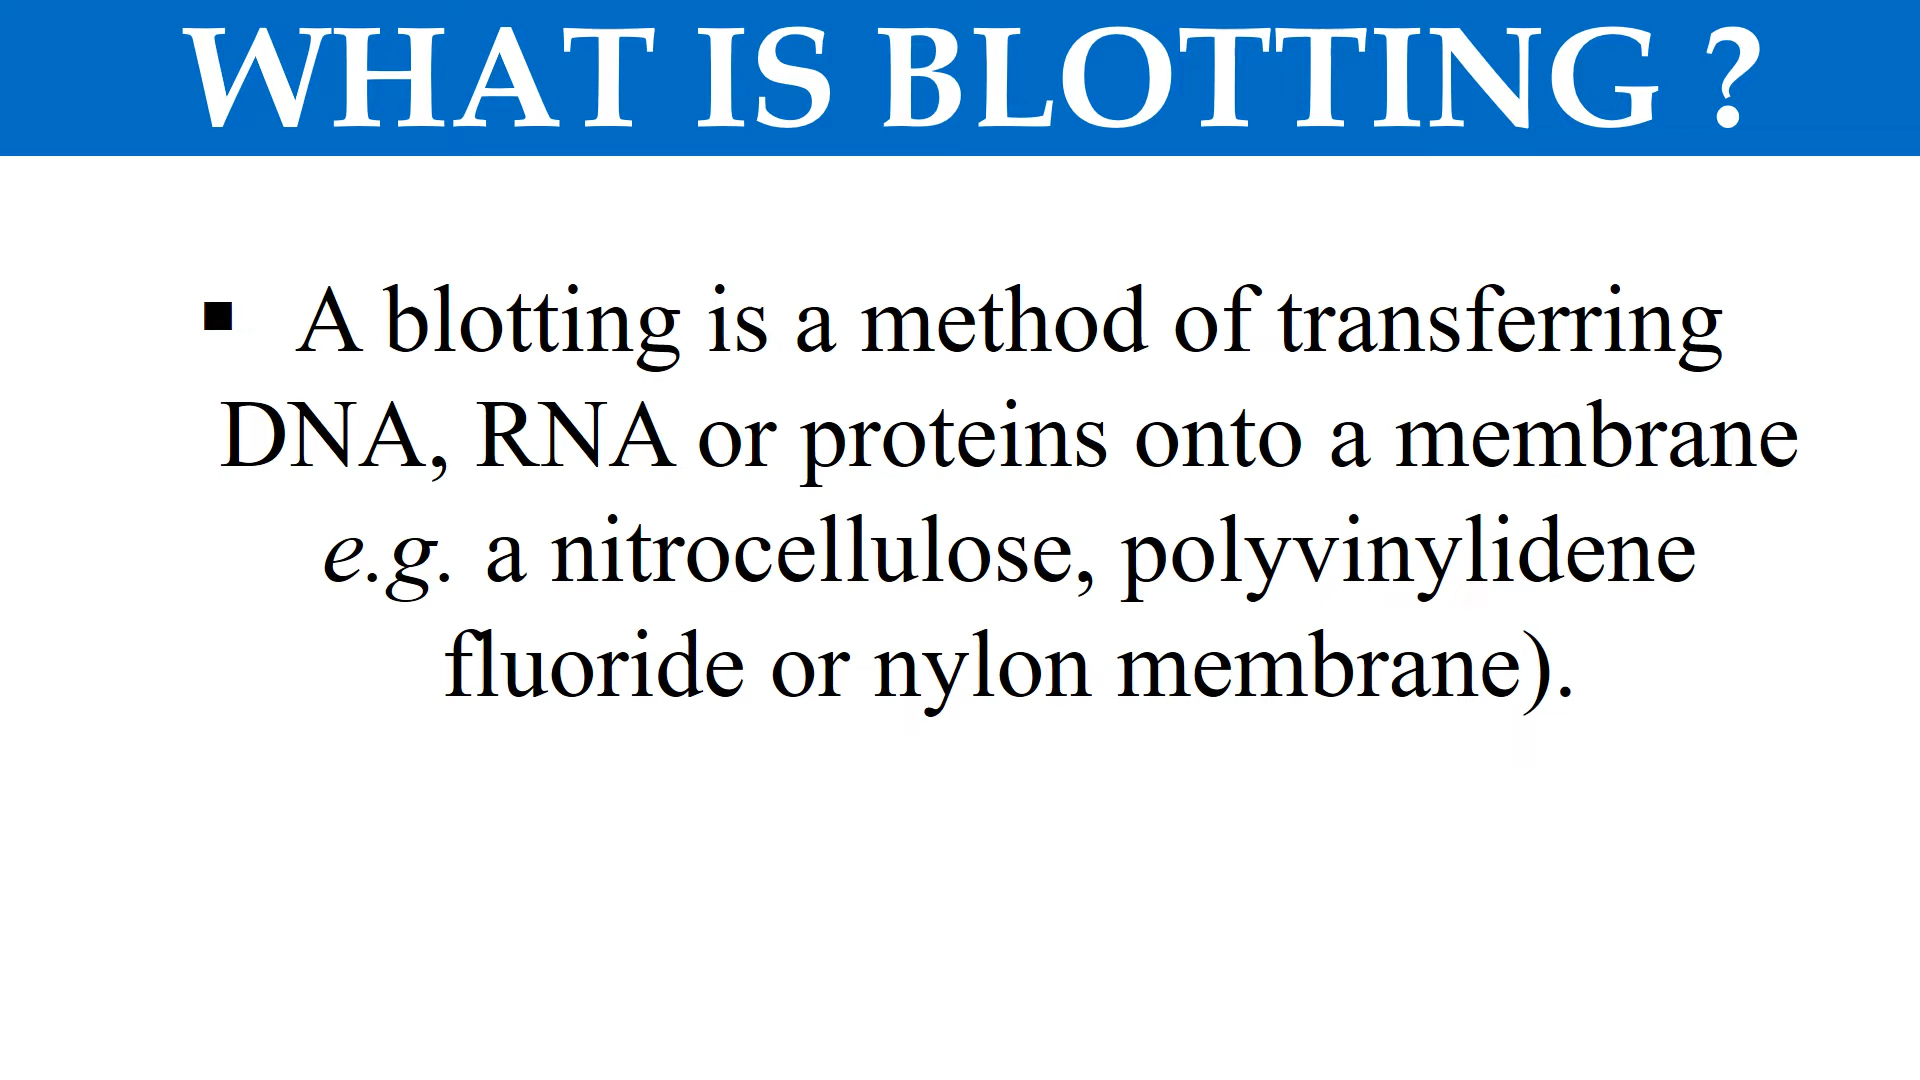 WHAT IS BLOTTING ?
▪ A blotting is a method of transferring
DNA, RNA or proteins onto a membrane
e.g. a nitrocellulose, polyvinylidene
fluoride or nylon membrane).